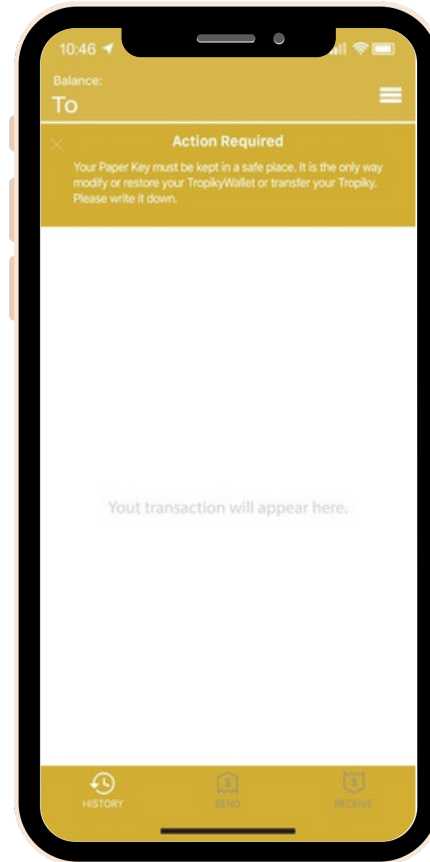 10:46
Balance:
To
Action Required
Your Paper Key must be kept in a safe place. It is the only way
modify or restore your TropikyWallet or transfer your Tropiky.
Please write it down.
Yout transaction will appear here.
HISTORY
SEND
RECEIVE